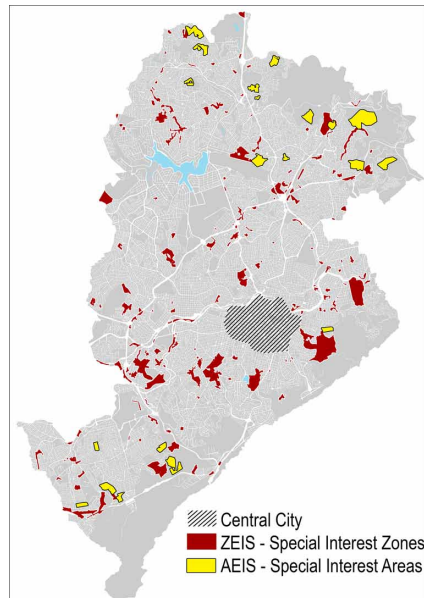 Central City
ZEIS - Special Interest Zones
AEIS - Special Interest Areas